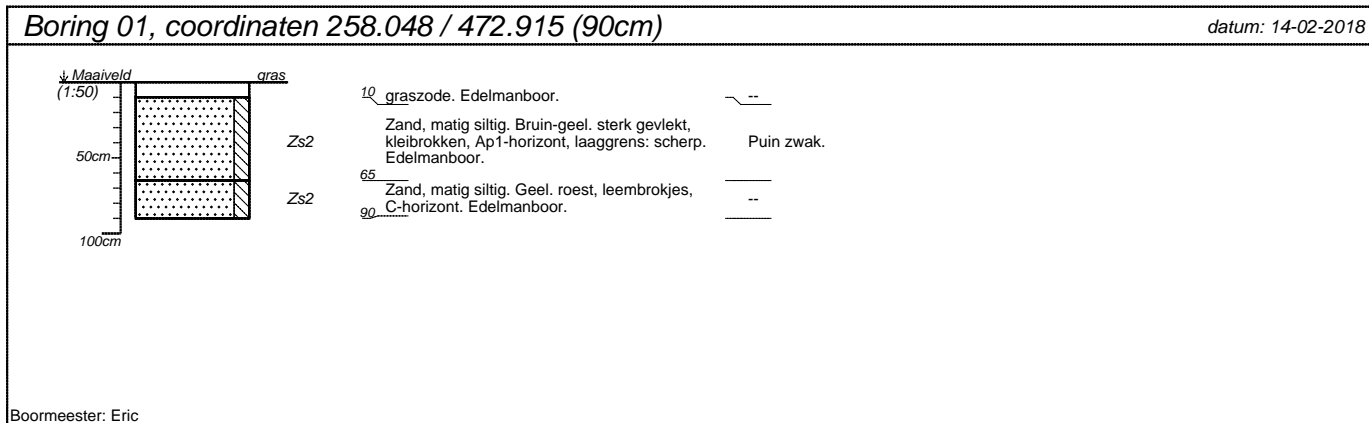 Boring 01, coordinaten 258.048 / 472.915 (90cm)
datum: 14-02-2018
Maaiveld
gras
(1:50)
10
graszode. Edelmanboor.
--
Zand, matig siltig. Bruin-geel. sterk gevlekt,
Zs2
kleibrokken, Ap1-horizont, laaggrens: scherp.
Puin zwak.
50cm
Edelmanboor.
65
Zand, matig siltig. Geel. roest, leembrokjes,
Zs2
C-horizont. Edelmanboor.
--
90
100cm
Boormeester: Eric